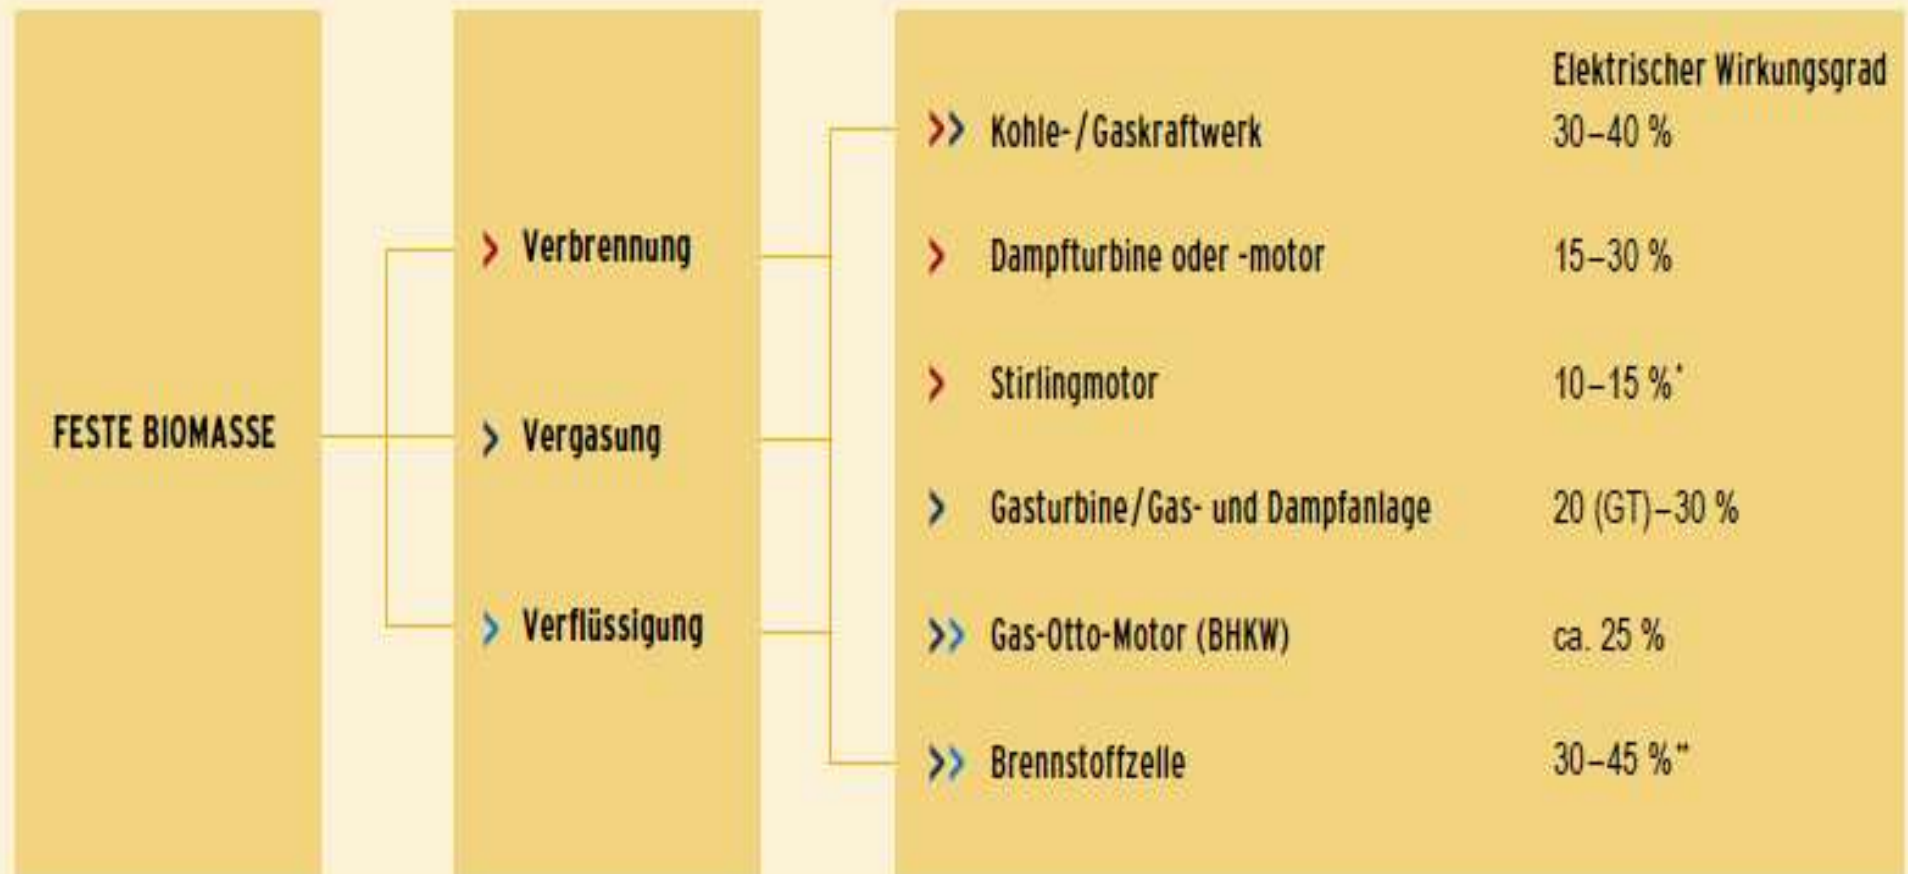 FESTE BIOMASSE
Verbrennung
Vergasung
Verflüssigung
Elektrischer Wirkungsgrad
Kohle-/Gaskraftwerk 30–40 %
Dampfturbine oder -motor 15–30 %
Stirlingmotor 10–15 %*
Gasturbine/Gas- und Dampfanlage 20 (GT)–30 %
Gas-Otto-Motor (BHKW) ca. 25 %
Brennstoffzelle 30–45 %**